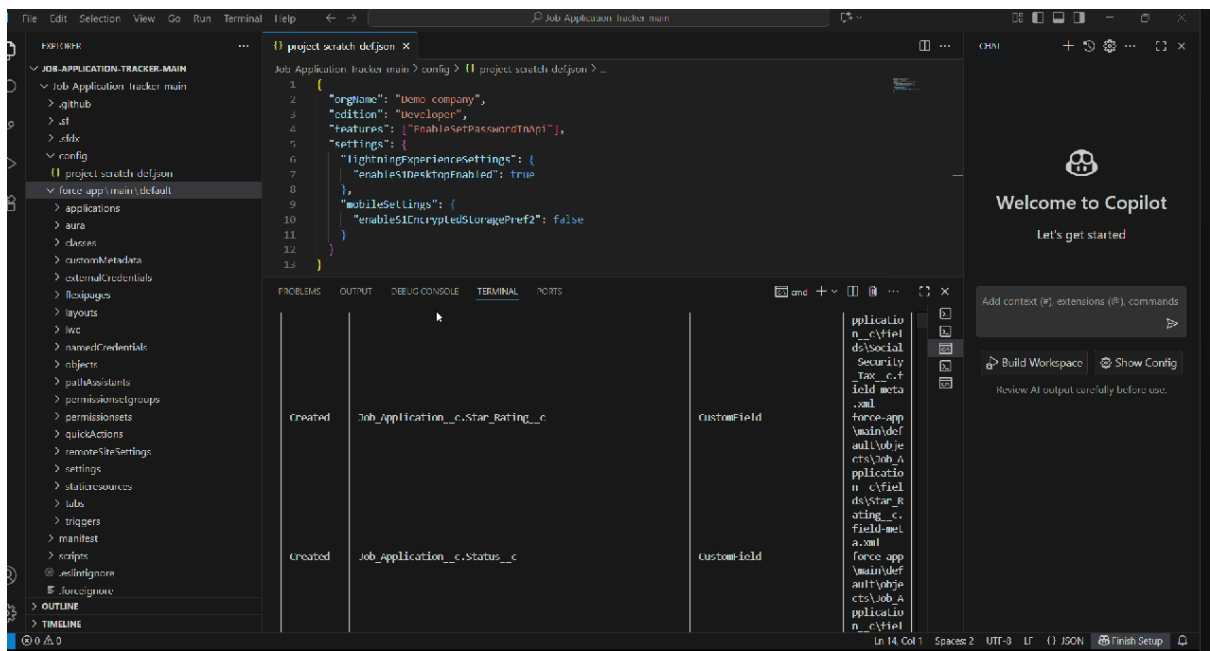 File Edit Selection View Go Run Terminal Help
Job Application Tracker main
EXPLORER
JOB-APPLICATION-TRACKER-MAIN
Job Application Tracker main
.github
.sf
.sfdx
config
{} project scratch def.json
force app\main\default
applications
aura
classes
customMetadata
externalCredentials
flexipages
layouts
lwc
namedCredentials
objects
pathAssistants
permissionsetgroups
permissionsets
quickActions
remoteSiteSettings
settings
staticresources
tabs
triggers
manifest
scripts
.eslintignore
.forceignore
OUTLINE
TIMELINE
{} project scratch def.json
Job Application Tracker main > config > {} project scratch def.json > ...
1 {
2 "orgName": "Demo company",
3 "edition": "Developer",
4 "features": ["EnableSetPasswordInApi"],
5 "settings": {
6 "lightningExperienceSettings": {
7 "enableS1DesktopEnabled": true
8 },
9 "mobileSettings": {
10 "enableS1EncryptedStoragePref2": false
11 }
12 }
13 }
PROBLEMS OUTPUT DEBUG CONSOLE TERMINAL PORTS
cmd
pplicatio
n__c\fiel
ds\Social
_Security
_Tax__c.f
ield meta
.xml
Created Job_Application__c.Star_Rating__c CustomField force-app
\main\def
ault\obje
cts\Job_A
pplicatio
n__c\fiel
ds\Star_R
ating__c.
field-met
a.xml
Created Job_Application__c.Status__c CustomField force app
\main\def
ault\obje
cts\Job_A
pplicatio
n__c\fiel
CHAT
Welcome to Copilot
Let's get started
Add context (#), extensions (@), commands
Build Workspace Show Config
Review AI output carefully before use.
0 0 Ln 14, Col 1 Spaces: 2 UTF-8 LF {} JSON Finish Setup